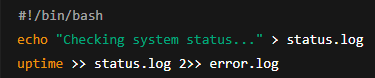 #!/bin/bash
echo "Checking system status..." > status.log
uptime >> status.log 2>> error.log